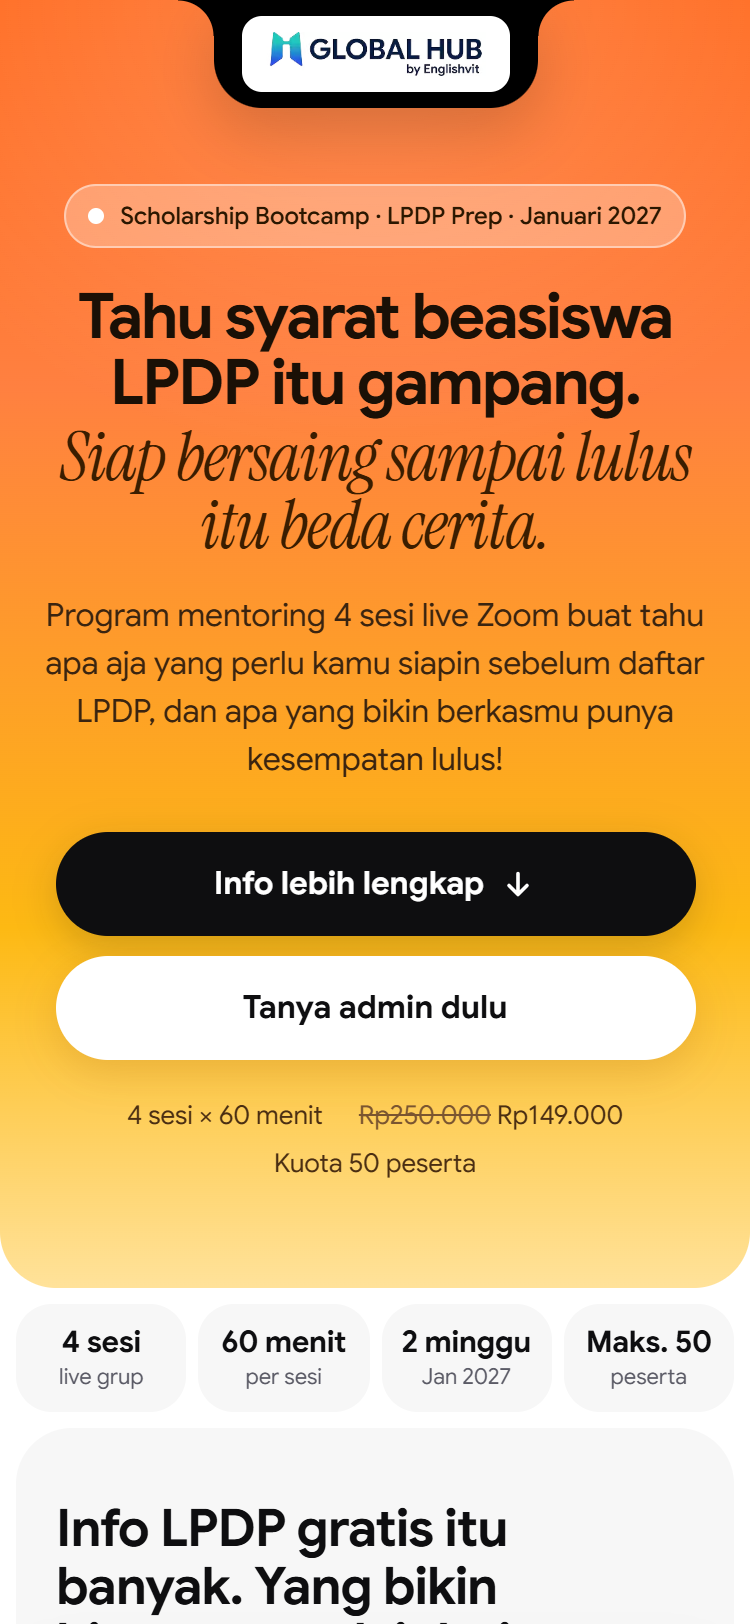 GLOBAL HUB
by Englishvit
Scholarship Bootcamp · LPDP Prep · Januari 2027
Tahu syarat beasiswa
LPDP itu gampang.
Siap bersaing sampai lulus
itu beda cerita.
Program mentoring 4 sesi live Zoom buat tahu
apa aja yang perlu kamu siapin sebelum daftar
LPDP, dan apa yang bikin berkasmu punya
kesempatan lulus!
Info lebih lengkap ↓
Tanya admin dulu
4 sesi × 60 menit Rp250.000 Rp149.000
Kuota 50 peserta
4 sesi
live grup
60 menit
per sesi
2 minggu
Jan 2027
Maks. 50
peserta
Info LPDP gratis itu
banyak. Yang bikin